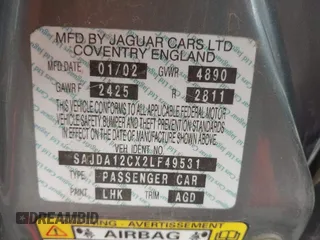 MFD BY JAGUAR CARS LTD
COVENTRY ENGLAND
MFD DATE 01/02 GVWR 4890
GAWR F 2425 R 2811
THIS VEHICLE CONFORMS TO ALL APPLICABLE FEDERAL MOTOR
VEHICLE SAFETY BUMPER AND THEFT PREVENTION STANDARDS
IN EFFECT ON THE DATE OF MANUFACTURE SHOWN ABOVE
VEH IDENT NO SAJDA12CX2LF49531
TYPE PASSENGER CAR
PAINT LHK TRIM AGD
DREAMBID
AIRBAG